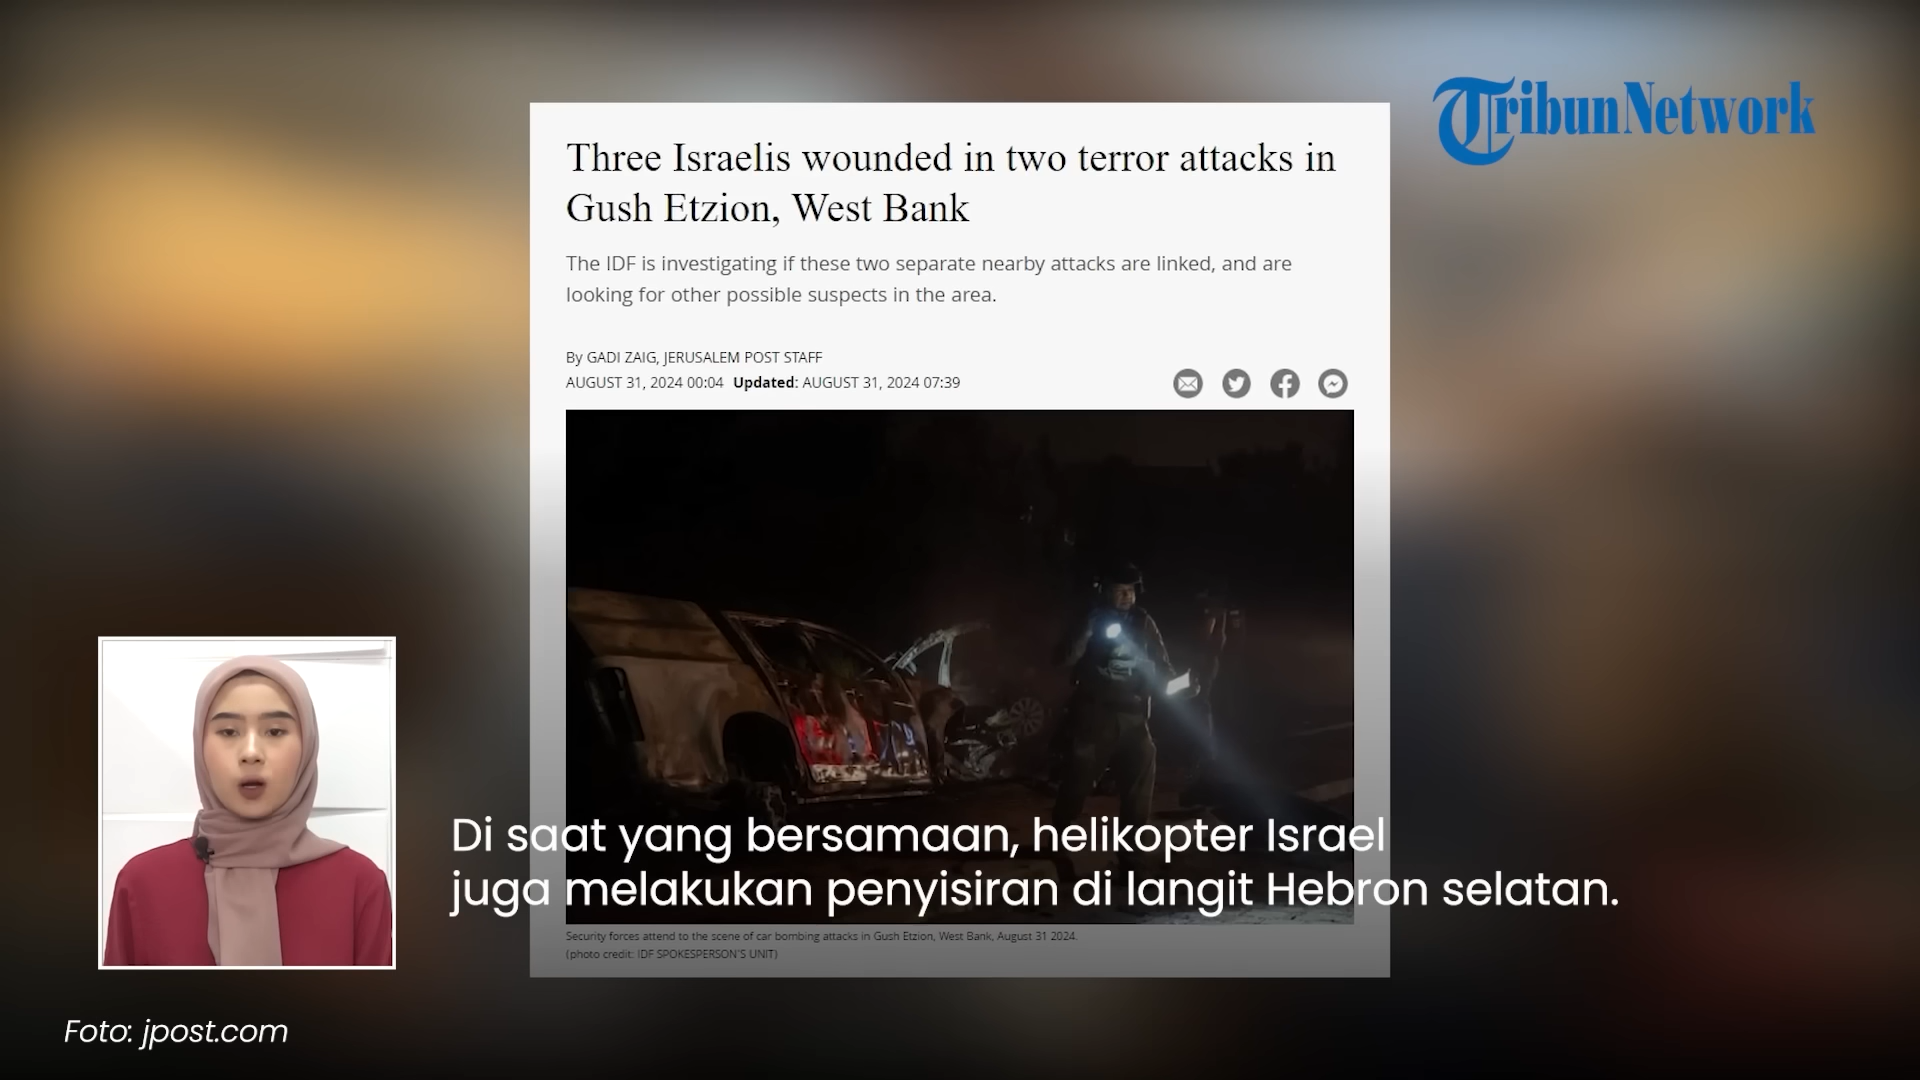 TribunNetwork
Three Israelis wounded in two terror attacks in
Gush Etzion, West Bank
The IDF is investigating if these two separate nearby attacks are linked, and are
looking for other possible suspects in the area.
By GADI ZAIG, JERUSALEM POST STAFF
AUGUST 31, 2024 00:04 Updated: AUGUST 31, 2024 07:39
Di saat yang bersamaan, helikopter Israel
juga melakukan penyisiran di langit Hebron selatan.
Security forces attend to the scene of car bombing attacks in Gush Etzion, West Bank, August 31 2024.
(photo credit: IDF SPOKESPERSON'S UNIT)
Foto: jpost.com